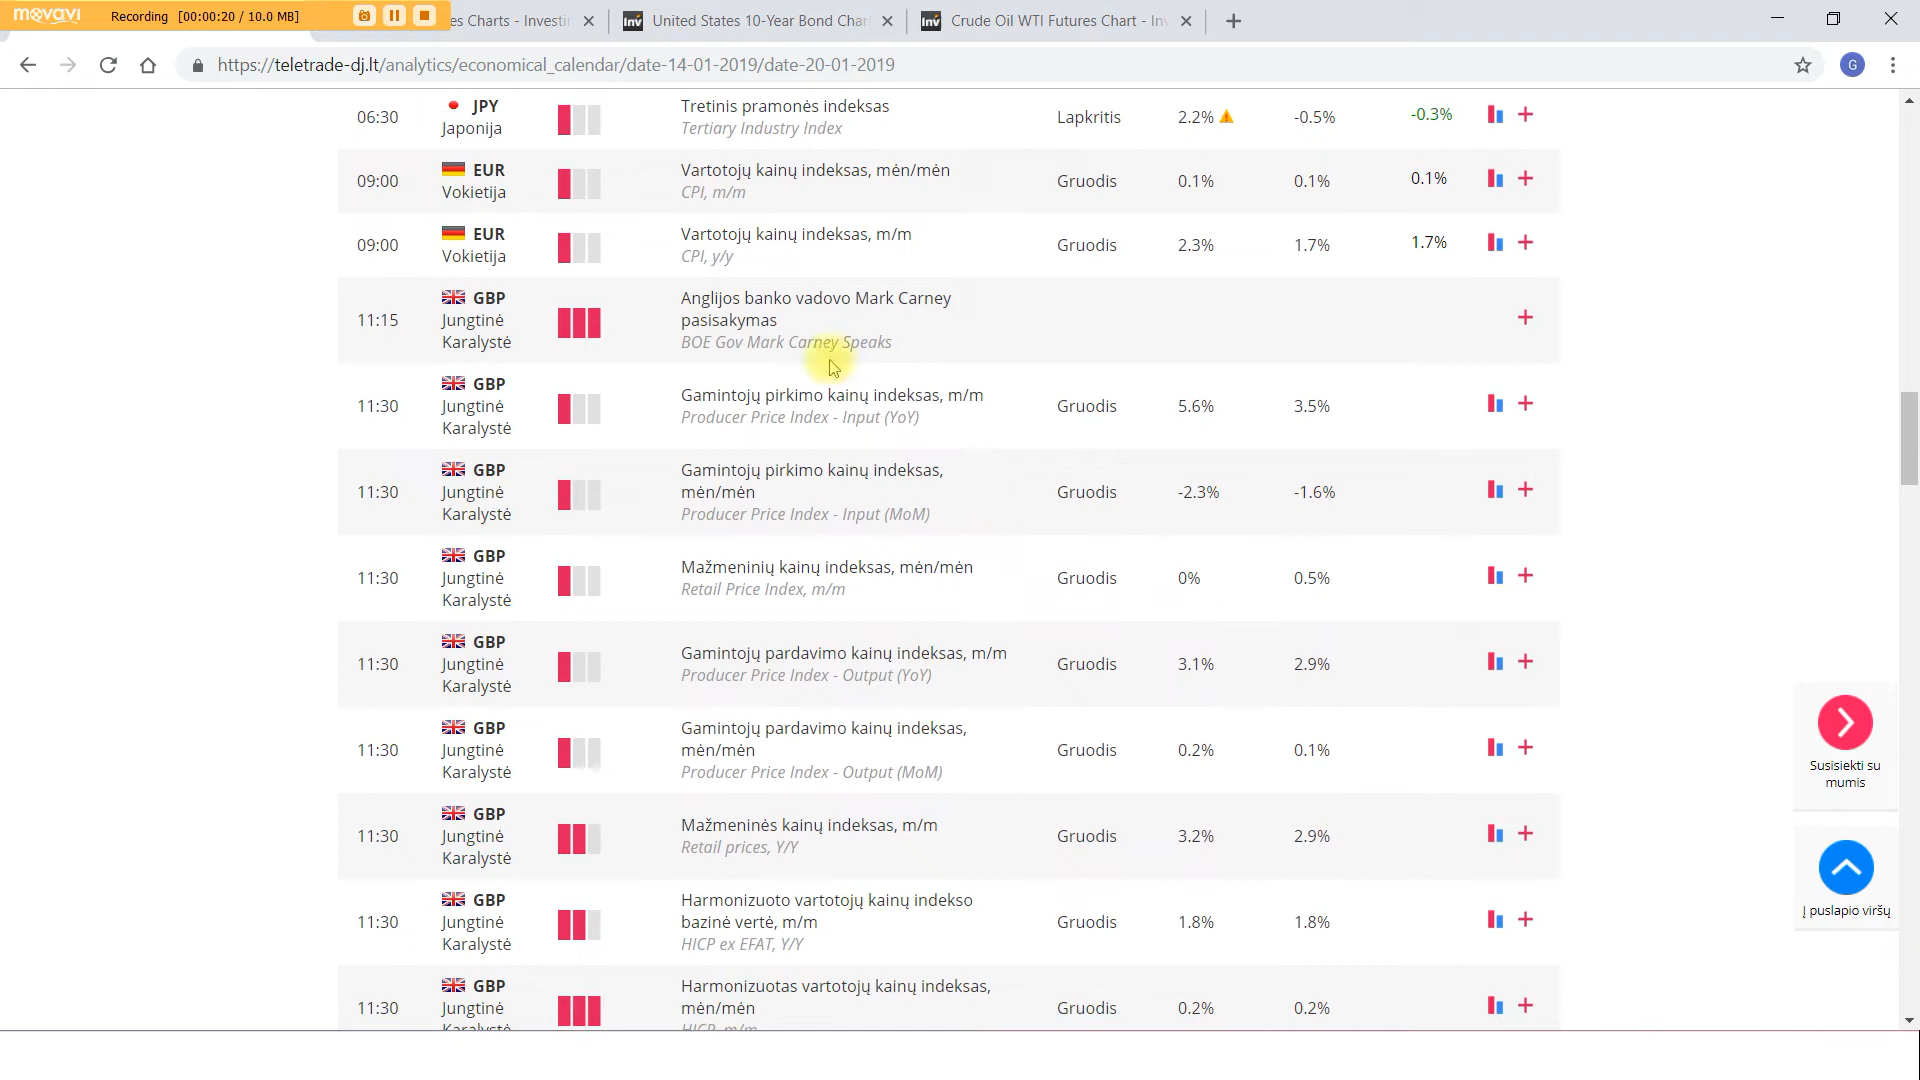 movavi Recording [00:00:20 / 10.0 MB]
es Charts - Investi
United States 10-Year Bond Char
Crude Oil WTI Futures Chart - Inv
https://teletrade-dj.lt/analytics/economical_calendar/date-14-01-2019/date-20-01-2019
G
06:30 JPY Japonija Tretinis pramonės indeksas Lapkritis 2.2% -0.5% -0.3%
Tertiary Industry Index
09:00 EUR Vokietija Vartotojų kainų indeksas, mėn/mėn Gruodis 0.1% 0.1% 0.1%
CPI, m/m
09:00 EUR Vokietija Vartotojų kainų indeksas, m/m Gruodis 2.3% 1.7% 1.7%
CPI, y/y
11:15 GBP Jungtinė Karalystė Anglijos banko vadovo Mark Carney
pasisakymas
BOE Gov Mark Carney Speaks
11:30 GBP Jungtinė Karalystė Gamintojų pirkimo kainų indeksas, m/m Gruodis 5.6% 3.5%
Producer Price Index - Input (YoY)
11:30 GBP Jungtinė Karalystė Gamintojų pirkimo kainų indeksas,
mėn/mėn Gruodis -2.3% -1.6%
Producer Price Index - Input (MoM)
11:30 GBP Jungtinė Karalystė Mažmeninių kainų indeksas, mėn/mėn Gruodis 0% 0.5%
Retail Price Index, m/m
11:30 GBP Jungtinė Karalystė Gamintojų pardavimo kainų indeksas, m/m Gruodis 3.1% 2.9%
Producer Price Index - Output (YoY)
11:30 GBP Jungtinė Karalystė Gamintojų pardavimo kainų indeksas,
mėn/mėn Gruodis 0.2% 0.1%
Producer Price Index - Output (MoM)
11:30 GBP Jungtinė Karalystė Mažmeninės kainų indeksas, m/m Gruodis 3.2% 2.9%
Retail prices, Y/Y
11:30 GBP Jungtinė Karalystė Harmonizuoto vartotojų kainų indekso
bazinė vertė, m/m Gruodis 1.8% 1.8%
HICP ex EFAT, Y/Y
11:30 GBP Jungtinė Karalystė Harmonizuotas vartotojų kainų indeksas,
mėn/mėn Gruodis 0.2% 0.2%
HICP, m/m
Susisiekti su
mumis
Į puslapio viršų